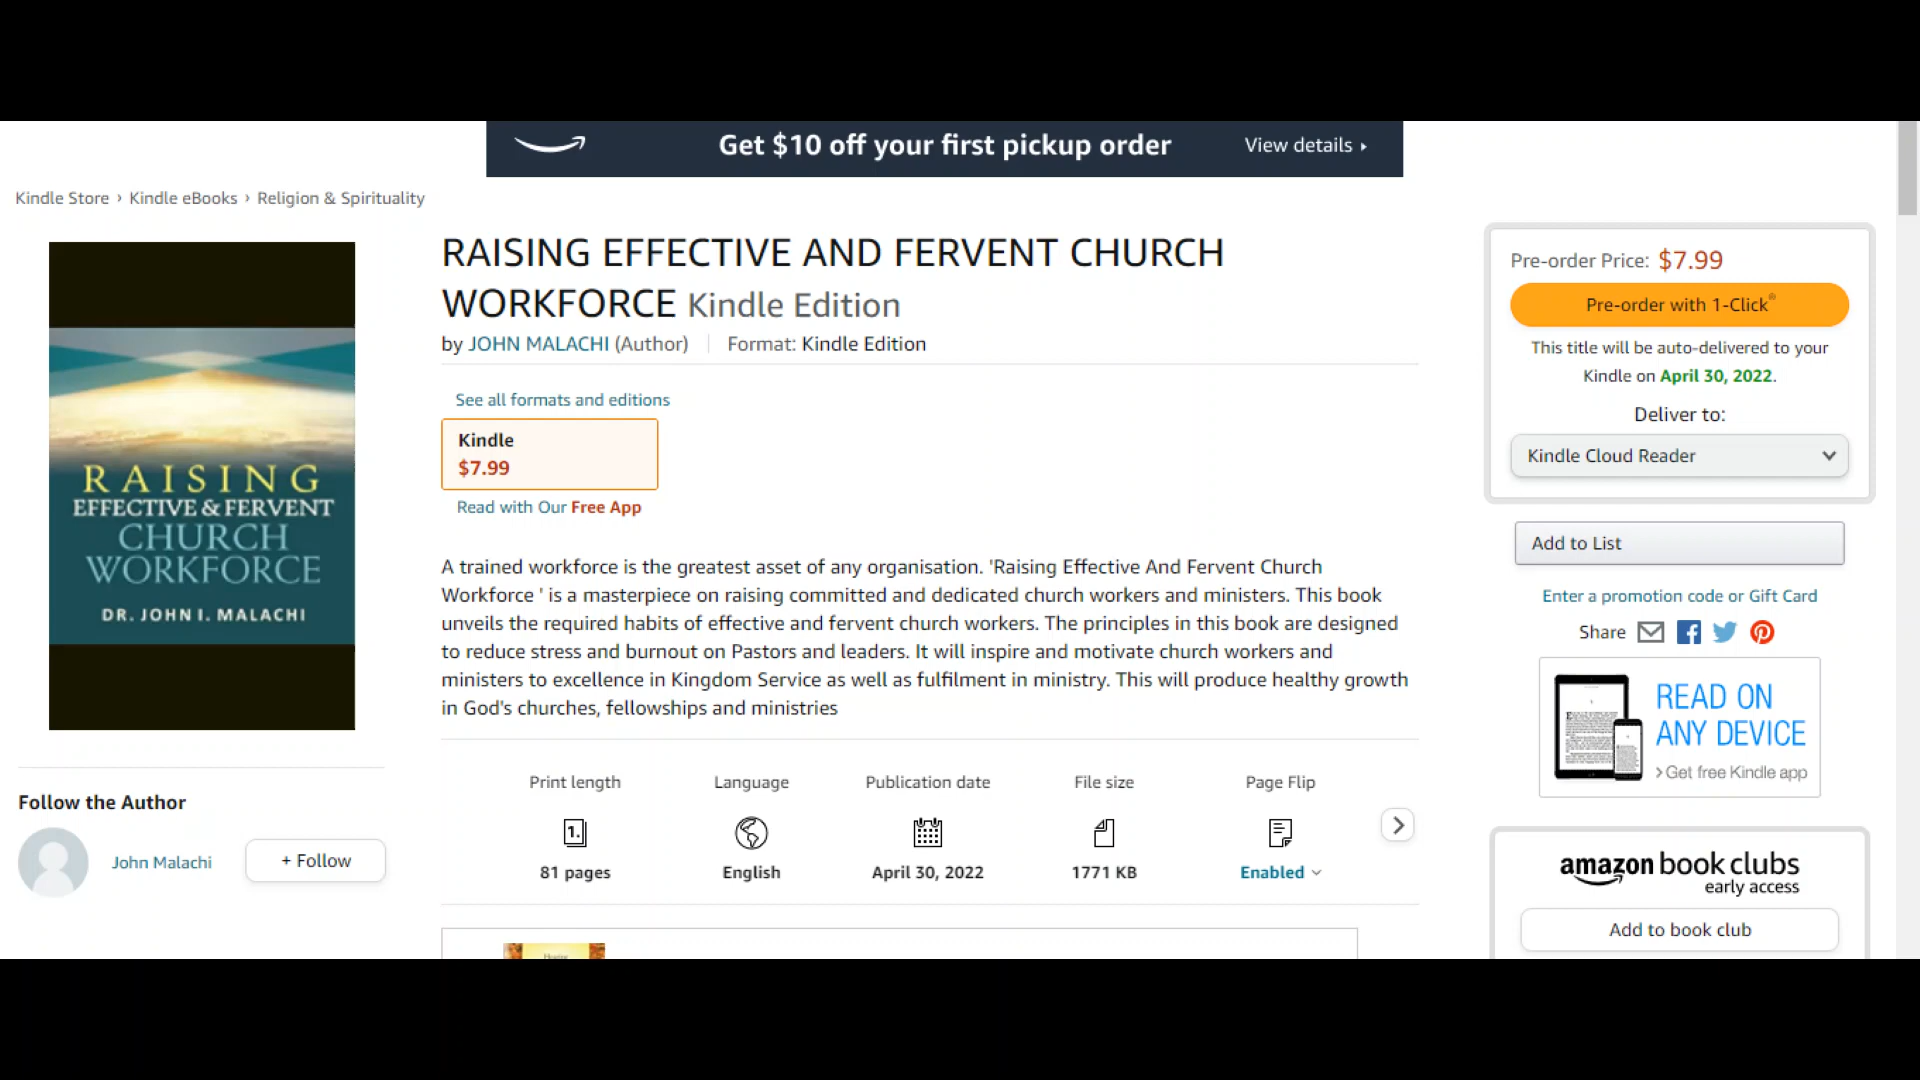 Get $10 off your first pickup order View details ▸
Kindle Store › Kindle eBooks › Religion & Spirituality
RAISING
EFFECTIVE & FERVENT
CHURCH
WORKFORCE
DR. JOHN I. MALACHI
Follow the Author
John Malachi
+ Follow
RAISING EFFECTIVE AND FERVENT CHURCH
WORKFORCE Kindle Edition
by JOHN MALACHI (Author) Format: Kindle Edition
See all formats and editions
Kindle
$7.99
Read with Our Free App
A trained workforce is the greatest asset of any organisation. 'Raising Effective And Fervent Church
Workforce ' is a masterpiece on raising committed and dedicated church workers and ministers. This book
unveils the required habits of effective and fervent church workers. The principles in this book are designed
to reduce stress and burnout on Pastors and leaders. It will inspire and motivate church workers and
ministers to excellence in Kingdom Service as well as fulfilment in ministry. This will produce healthy growth
in God's churches, fellowships and ministries
Print length
1.
81 pages
Language
English
Publication date
April 30, 2022
File size
1771 KB
Page Flip
Enabled
Pre-order Price: $7.99
Pre-order with 1-Click®
This title will be auto-delivered to your
Kindle on April 30, 2022.
Deliver to:
Kindle Cloud Reader
Add to List
Enter a promotion code or Gift Card
Share
READ ON
ANY DEVICE
›Get free Kindle app
amazon book clubs
early access
Add to book club